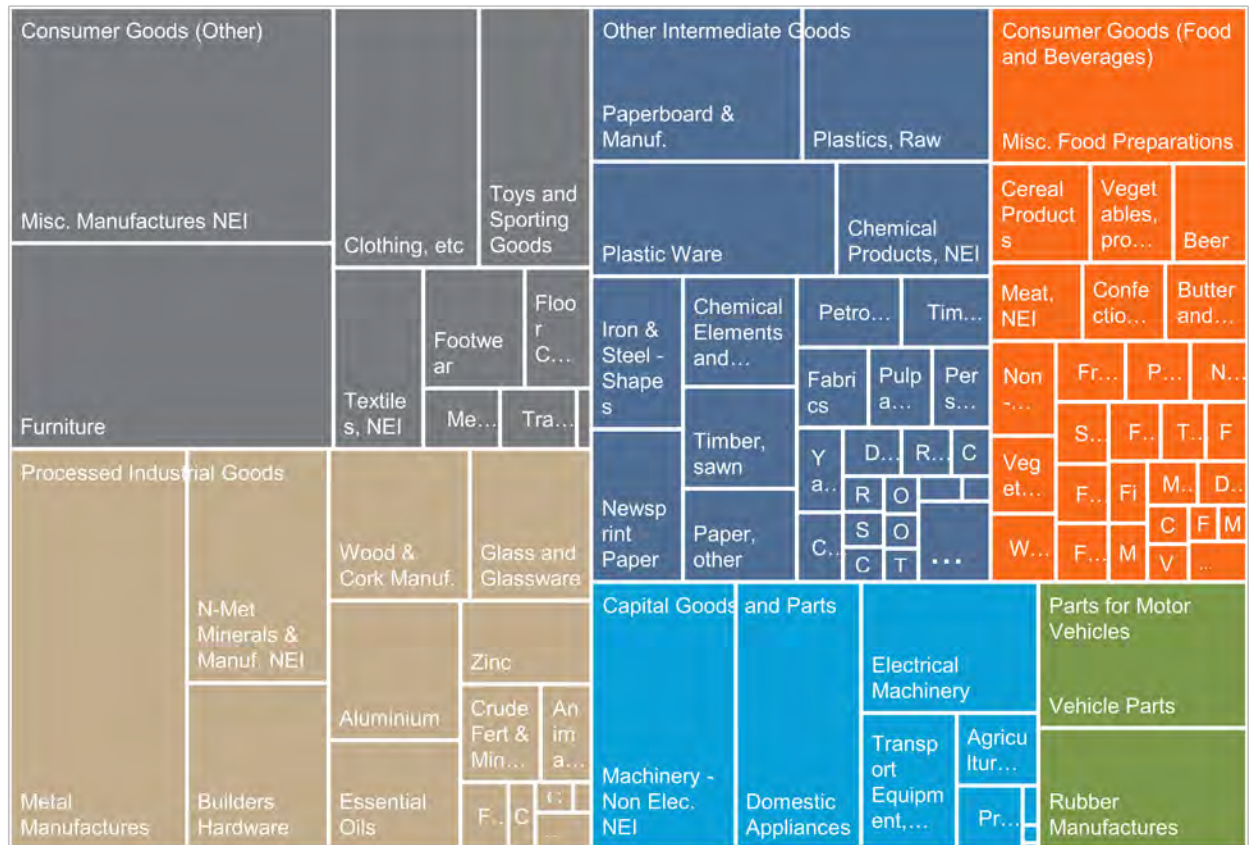 Consumer Goods (Other)
Misc. Manufactures NEI
Furniture
Clothing, etc
Toys and
Sporting
Goods
Textile
s, NEI
Footwe
ar
Floo
r
C...
Me...
Tra...
Other Intermediate Goods
Paperboard &
Manuf.
Plastics, Raw
Plastic Ware
Chemical
Products, NEI
Iron &
Steel -
Shape
s
Chemical
Elements
and...
Petro...
Tim...
Fabri
cs
Pulp
a...
Per
s...
Timber,
sawn
Newsp
rint
Paper
Paper,
other
Y
a...
D...
R...
C
R
O
S
O
C...
C
T
...
Consumer Goods (Food
and Beverages)
Misc. Food Preparations
Cereal
Product
s
Veget
ables,
pro...
Beer
Meat,
NEI
Confe
ctio...
Butter
and...
Non
-...
Fr...
P...
N...
S...
F...
T...
F
Veg
et...
F...
Fi
M...
D...
C
F
M
W...
F...
M
V
...
Processed Industrial Goods
Metal
Manufactures
N-Met
Minerals &
Manuf. NEI
Builders
Hardware
Wood &
Cork Manuf.
Glass and
Glassware
Aluminium
Zinc
Essential
Oils
Crude
Fert &
Min...
An
im
a...
F...
C
...
Capital Goods and Parts
Machinery -
Non Elec.
NEI
Domestic
Appliances
Electrical
Machinery
Transp
ort
Equipm
ent,...
Agricu
ltur...
Pr...
Parts for Motor
Vehicles
Vehicle Parts
Rubber
Manufactures